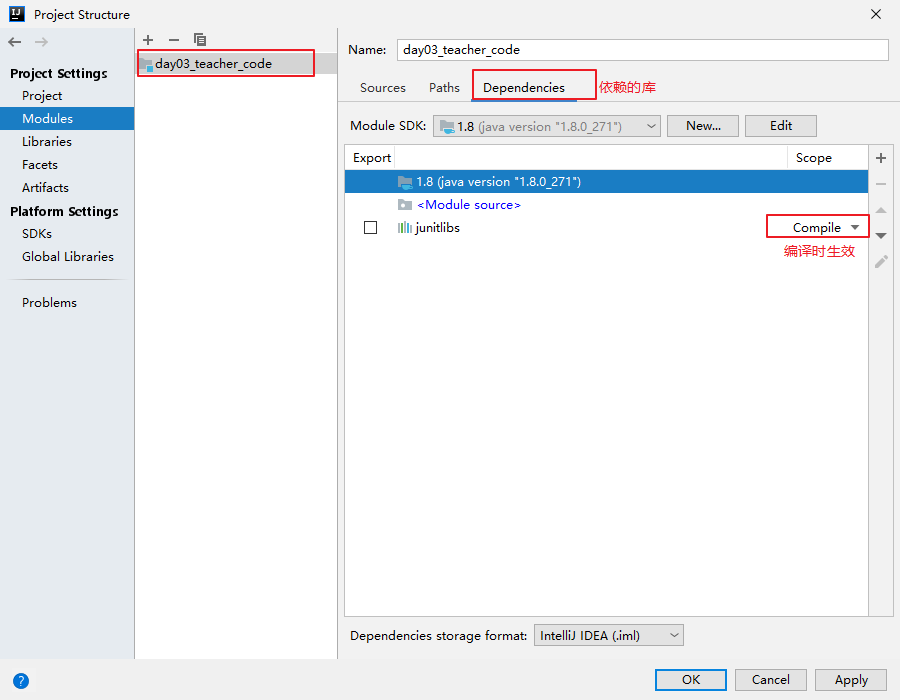 Project Structure
Project Settings
Project
Modules
Libraries
Facets
Artifacts
Platform Settings
SDKs
Global Libraries
Problems
day03_teacher_code
Name: day03_teacher_code
Sources Paths Dependencies 依赖的库
Module SDK: 1.8 (java version "1.8.0_271") New... Edit
Export Scope
1.8 (java version "1.8.0_271")
<Module source>
junitlibs Compile
编译时生效
Dependencies storage format: IntelliJ IDEA (.iml)
? OK Cancel Apply